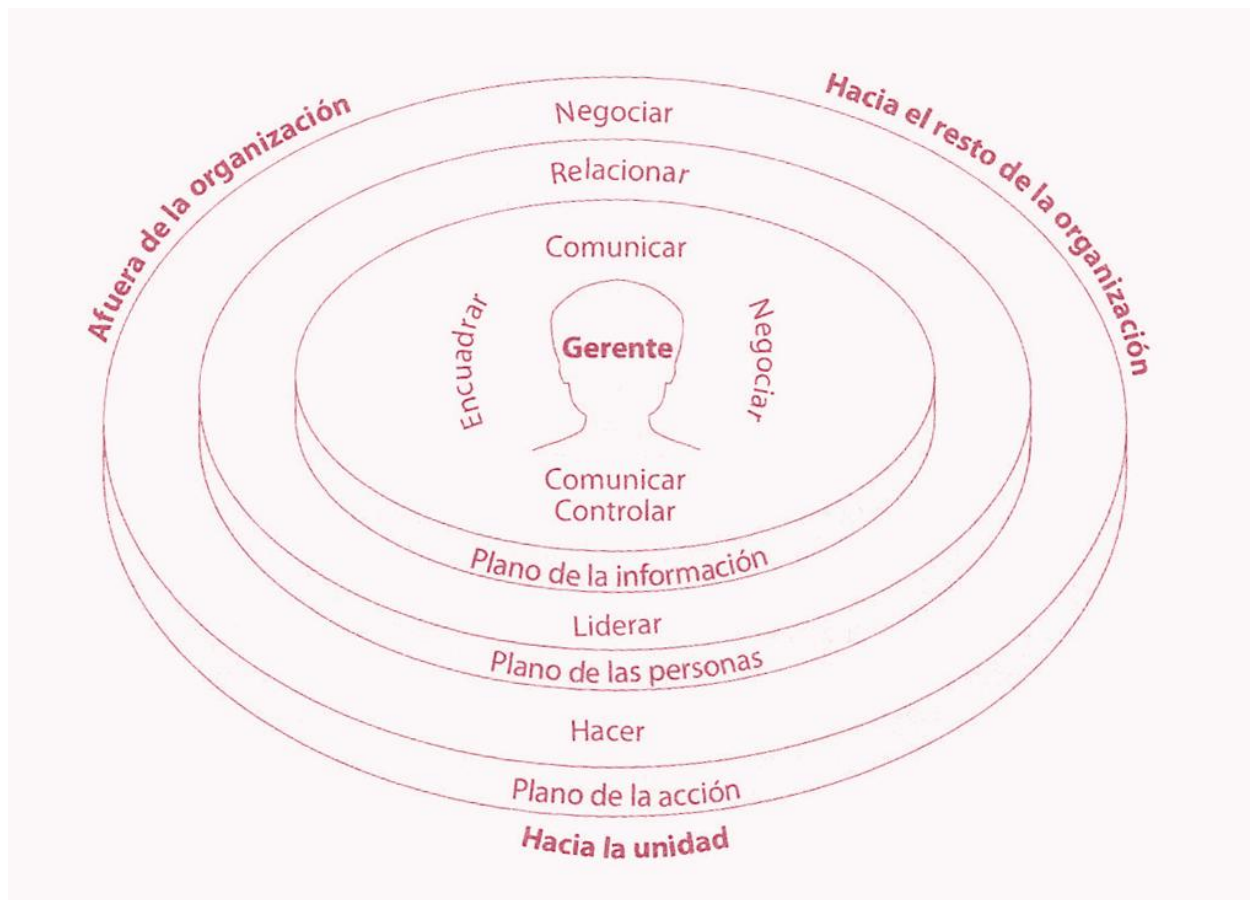 Afuera de la organización
Hacia el resto de la organización
Negociar
Relacionar
Comunicar
Encuadrar
Gerente
Negociar
Comunicar
Controlar
Plano de la información
Liderar
Plano de las personas
Hacer
Plano de la acción
Hacia la unidad